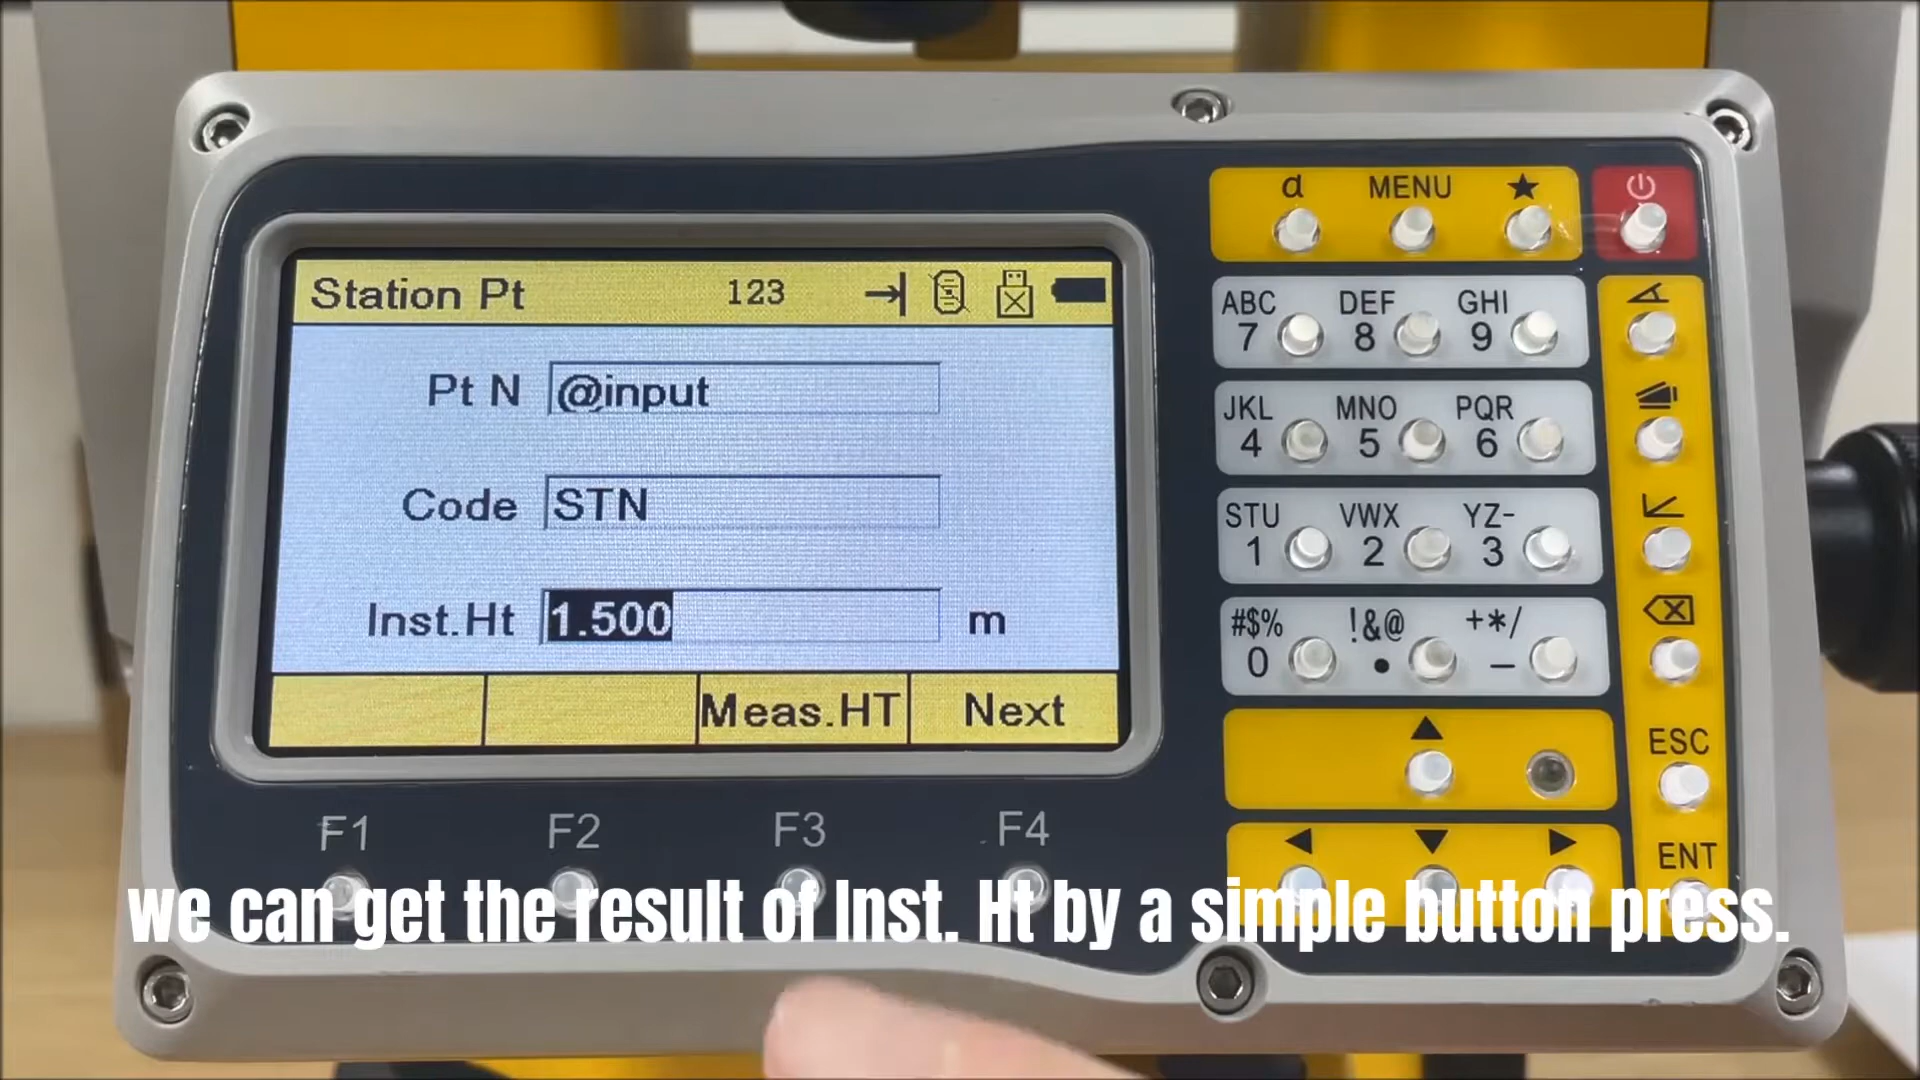 Station Pt 123
Pt N @input
Code STN
Inst.Ht 1.500 m
Meas.HT Next
F1 F2 F3 F4
α MENU ★
ABC DEF GHI
7 8 9
JKL MNO PQR
4 5 6
STU VWX YZ-
1 2 3
#$% !&@ +*/
0 • –
ESC
ENT
we can get the result of Inst. Ht by a simple button press.